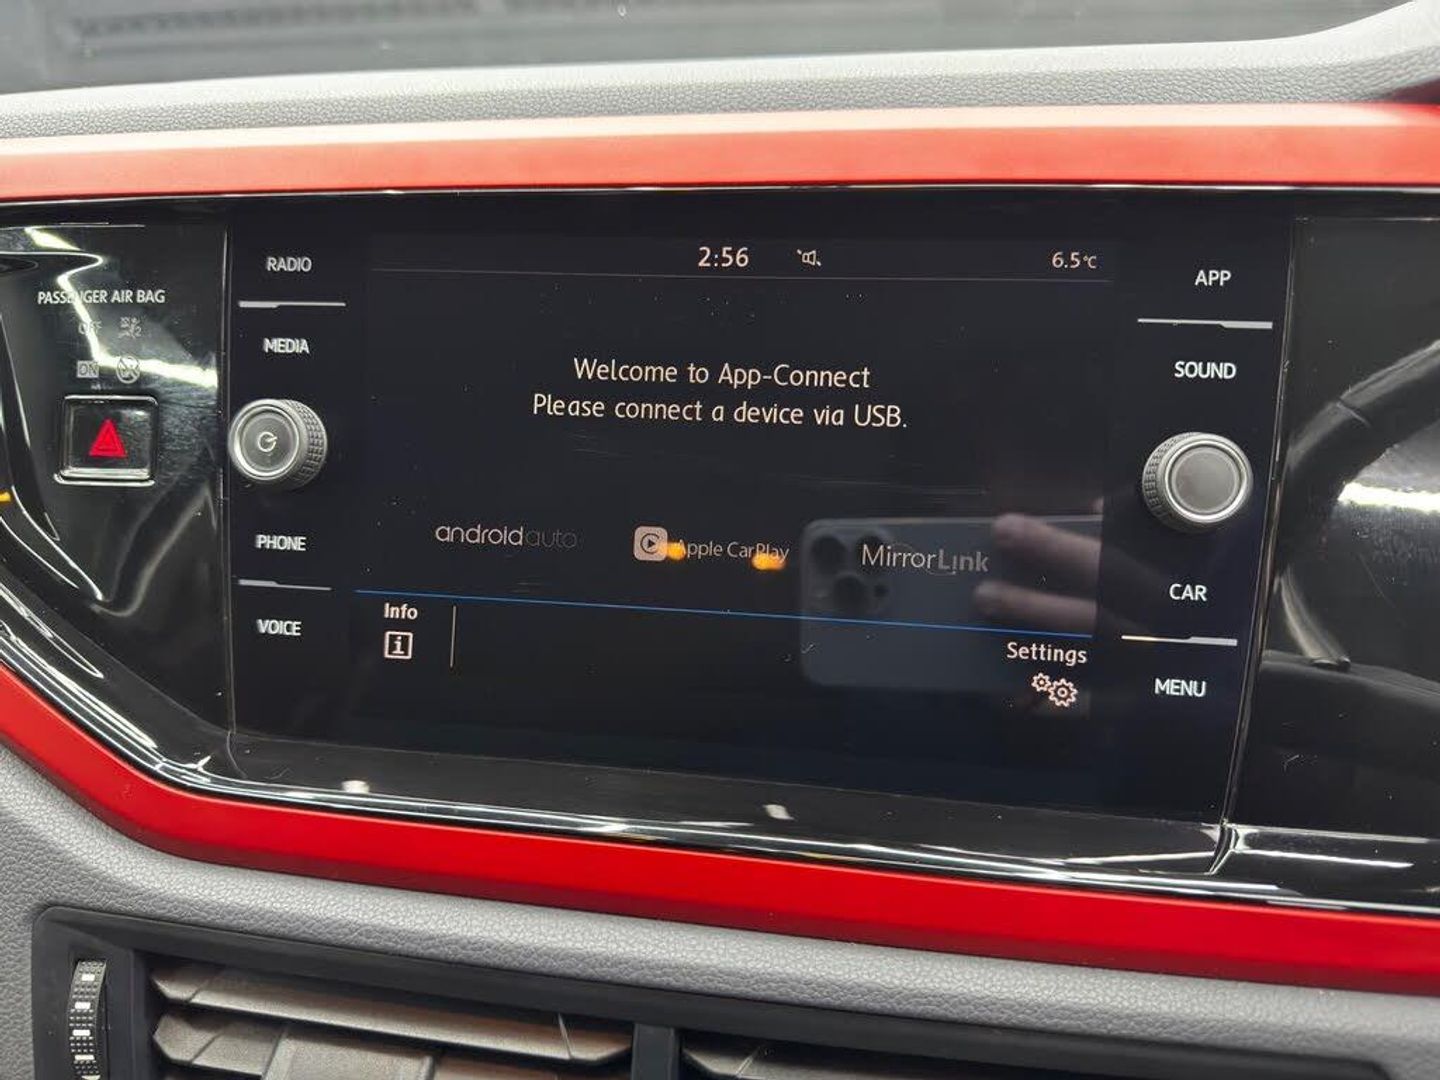 2:56
6.5°C
RADIO
MEDIA
PHONE
VOICE
PASSENGER AIR BAG
OFF
ON
Welcome to App-Connect
Please connect a device via USB.
androidauto
Apple CarPlay
MirrorLink
Info
i
Settings
APP
SOUND
CAR
MENU